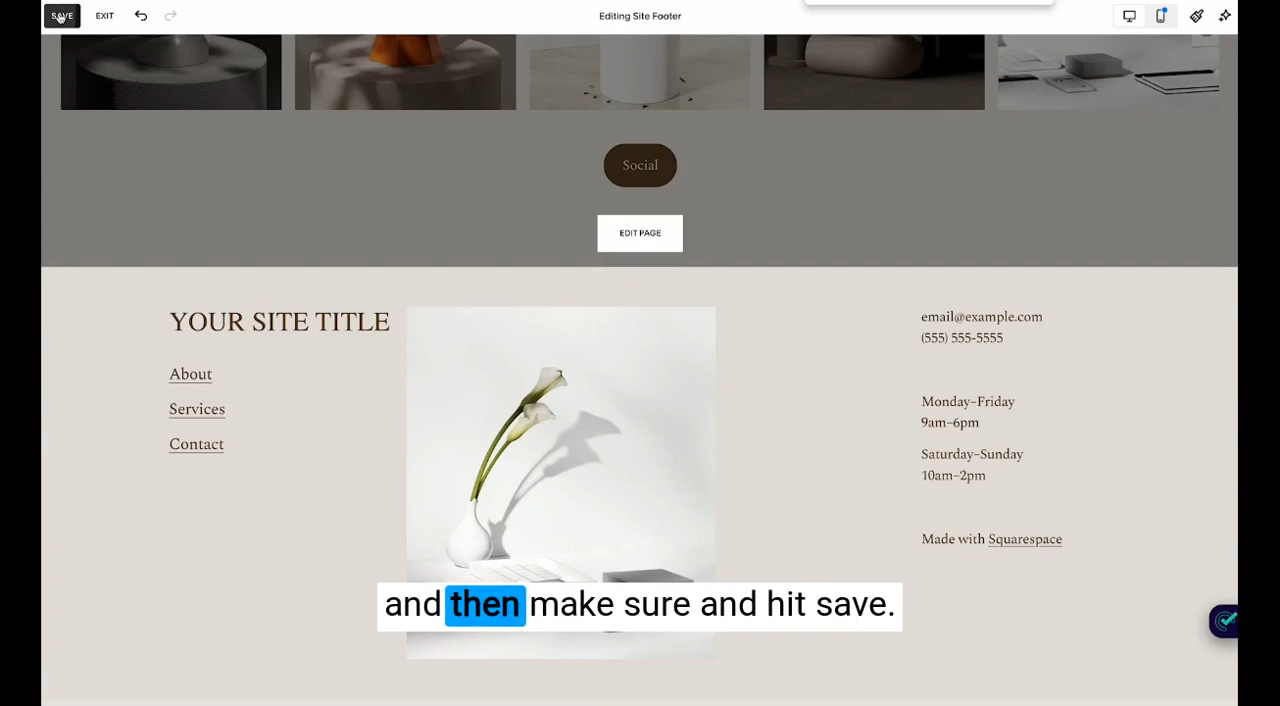 SAVE
EXIT
Editing Site Footer
Social
EDIT PAGE
YOUR SITE TITLE
About
Services
Contact
email@example.com
(555) 555-5555
Monday–Friday
9am–6pm
Saturday–Sunday
10am–2pm
Made with Squarespace
and then make sure and hit save.